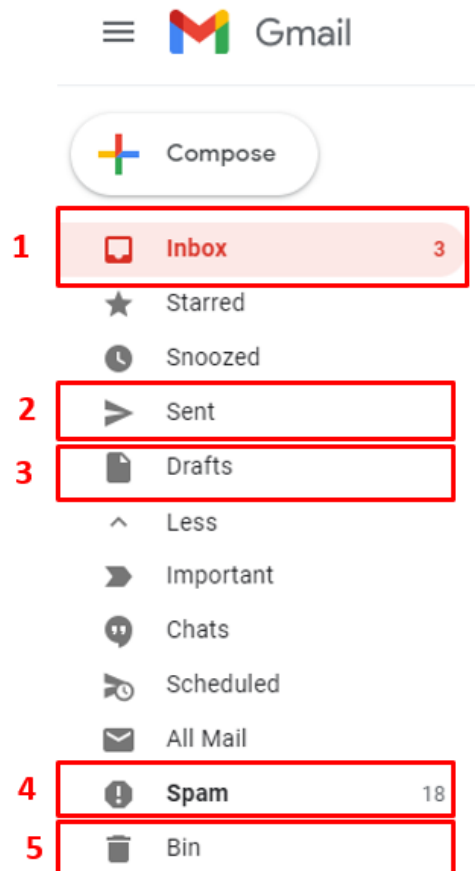 Gmail
Compose
1 Inbox 3
Starred
Snoozed
2 Sent
3 Drafts
Less
Important
Chats
Scheduled
All Mail
4 Spam 18
5 Bin